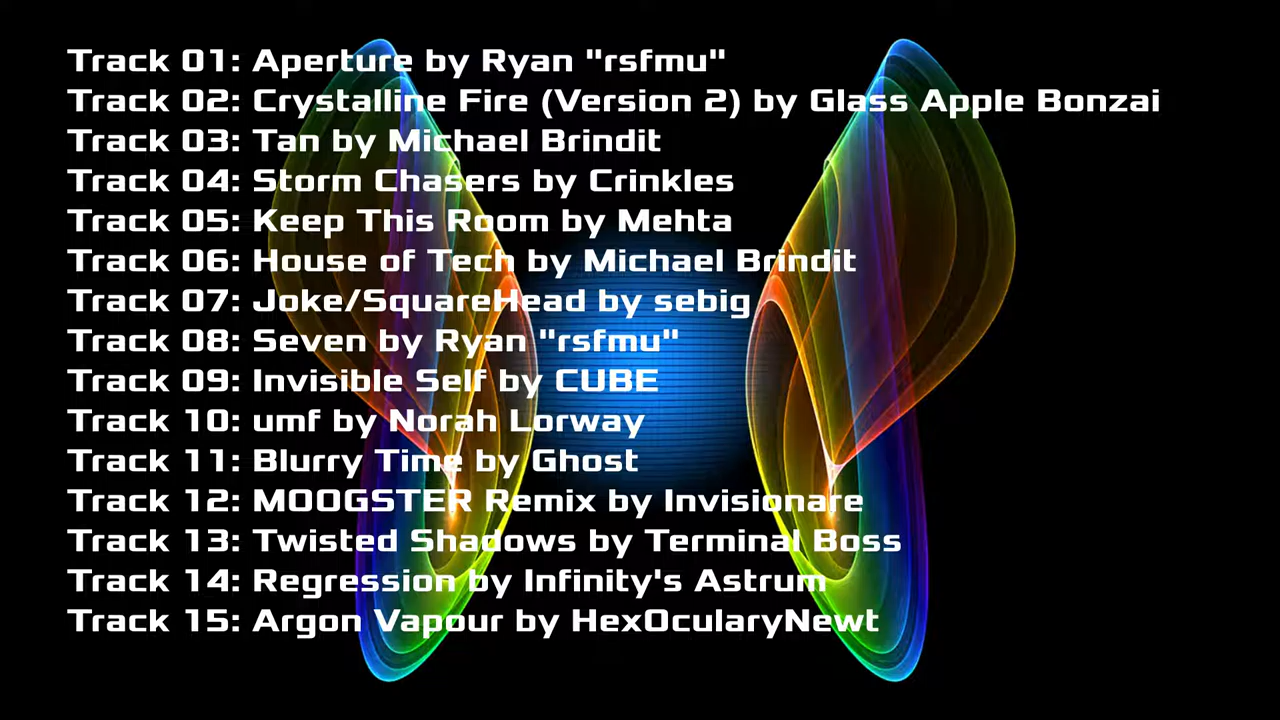 Track 01: Aperture by Ryan "rsfmu"
Track 02: Crystalline Fire (Version 2) by Glass Apple Bonzai
Track 03: Tan by Michael Brindit
Track 04: Storm Chasers by Crinkles
Track 05: Keep This Room by Mehta
Track 06: House of Tech by Michael Brindit
Track 07: Joke/SquareHead by sebig
Track 08: Seven by Ryan "rsfmu"
Track 09: Invisible Self by CUBE
Track 10: umf by Norah Lorway
Track 11: Blurry Time by Ghost
Track 12: MOOGSTER Remix by Invisionare
Track 13: Twisted Shadows by Terminal Boss
Track 14: Regression by Infinity's Astrum
Track 15: Argon Vapour by HexOcularyNewt